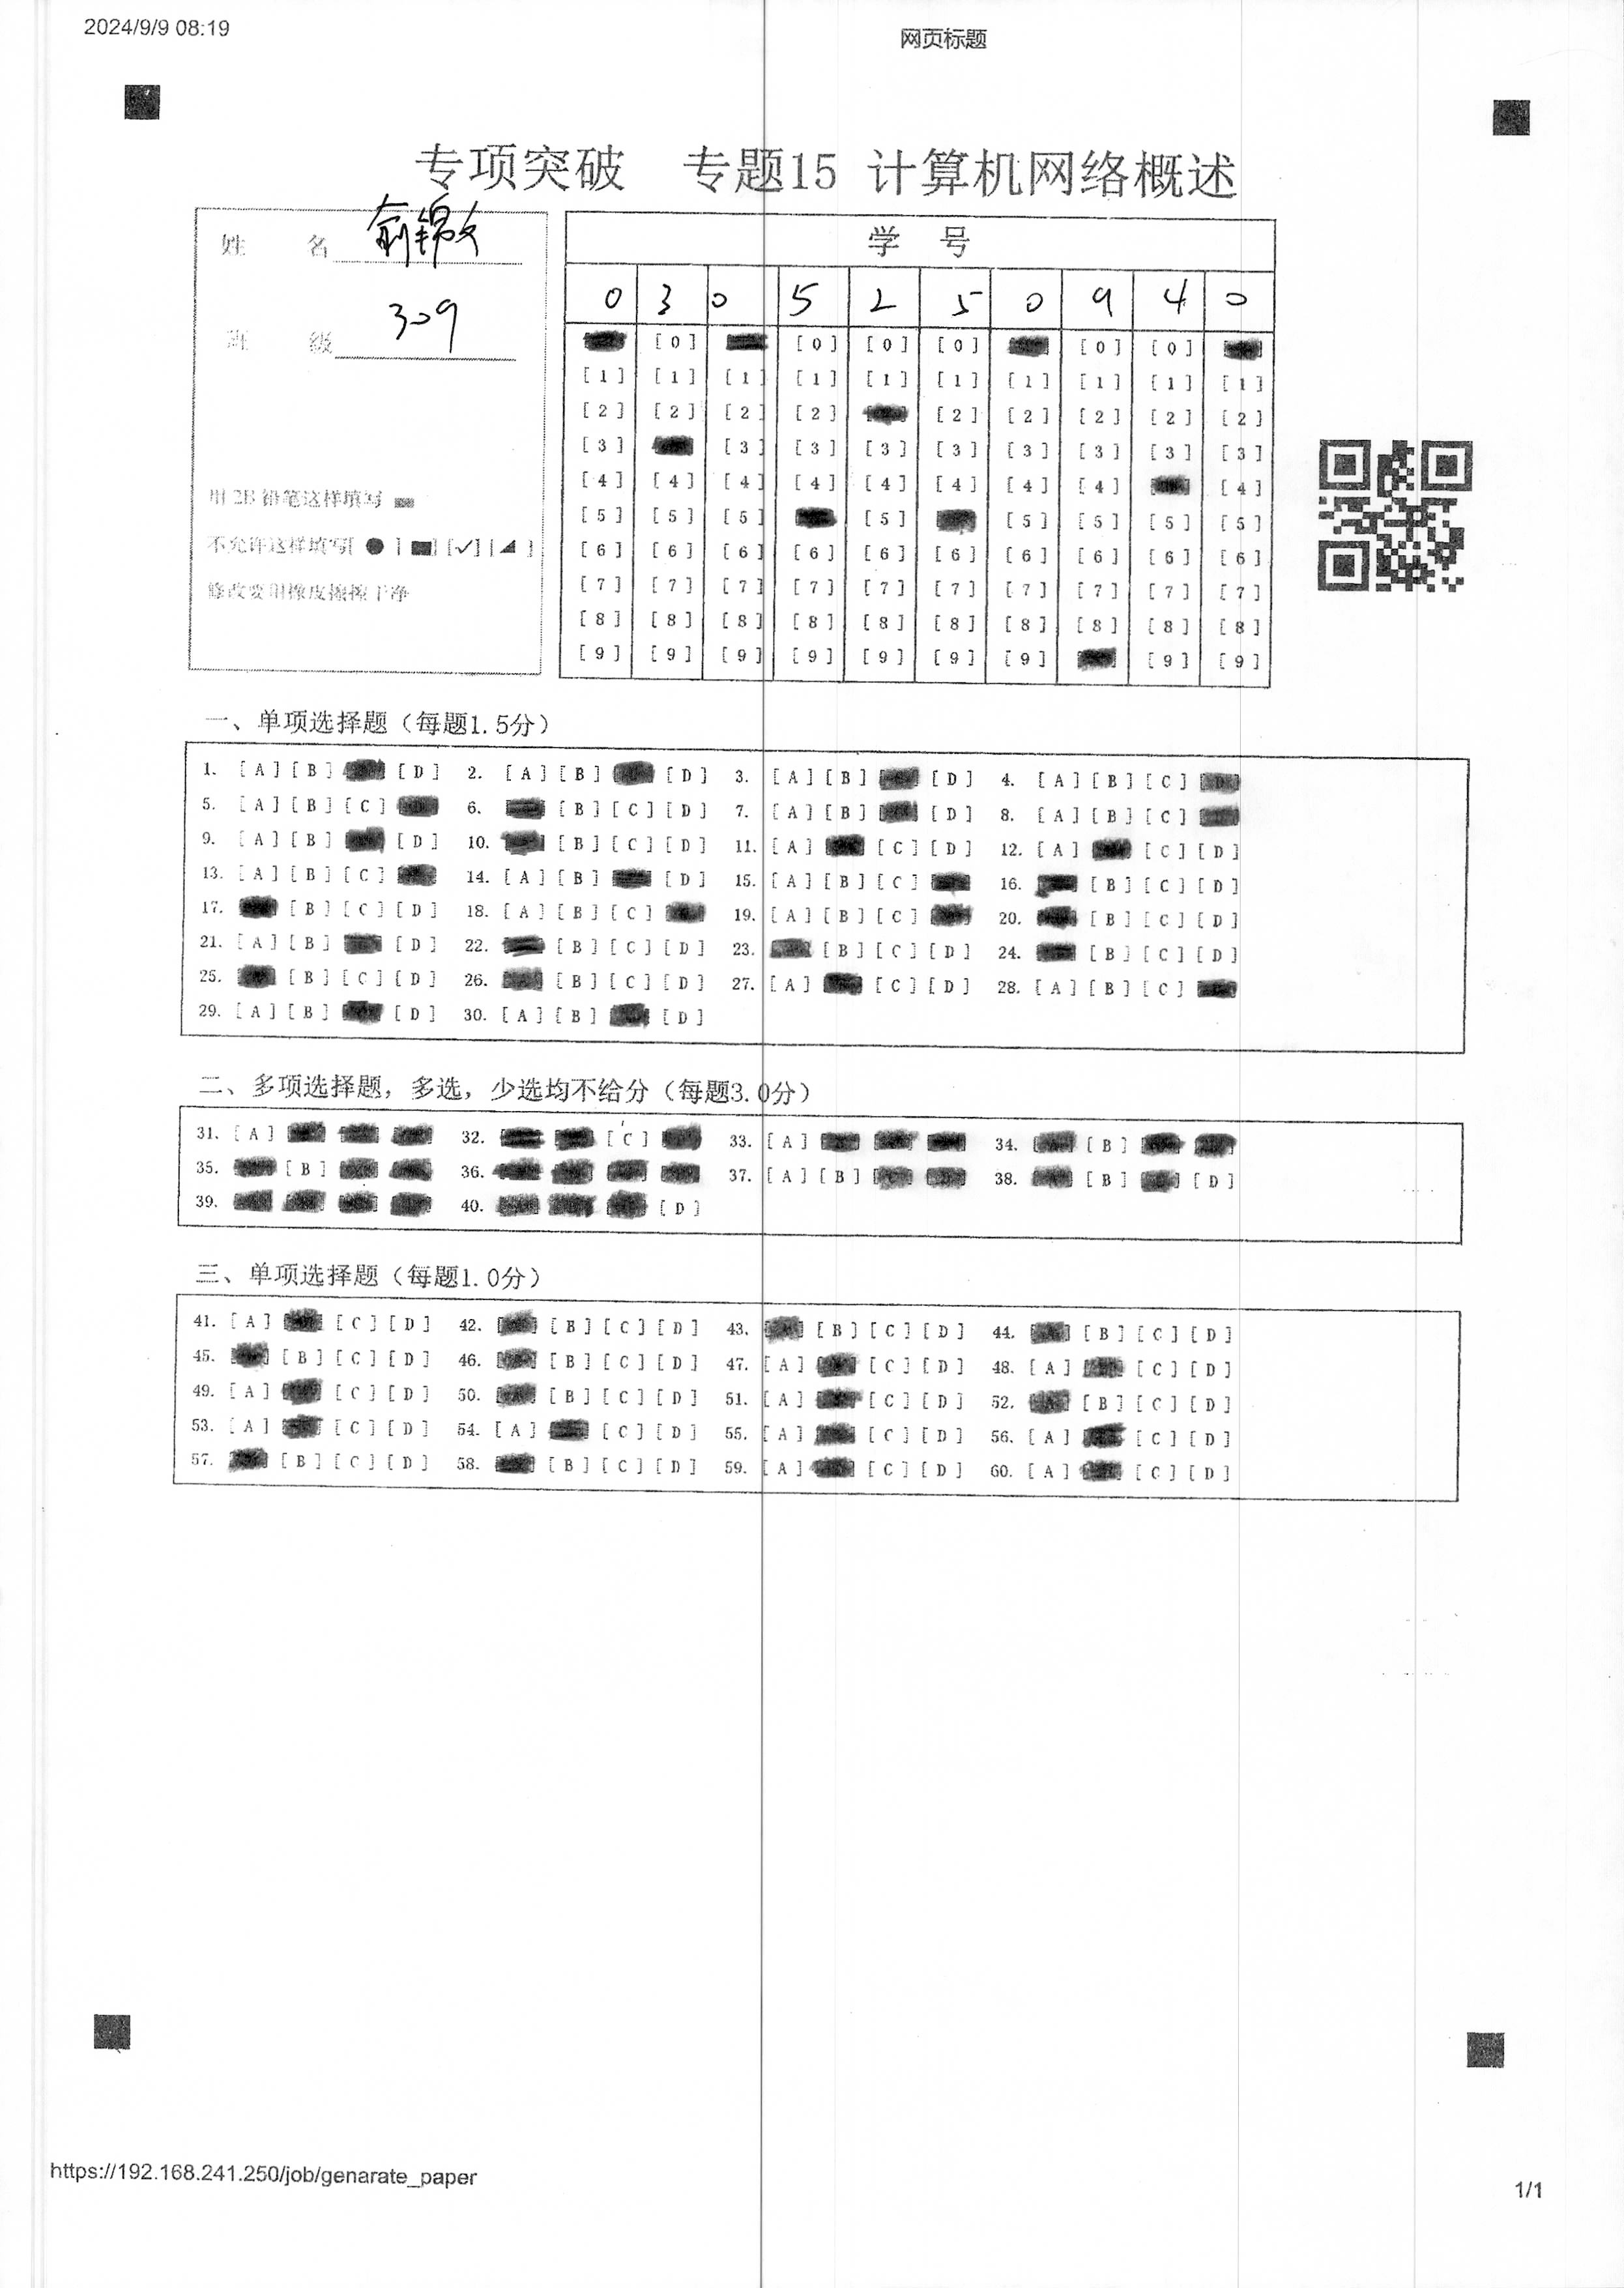 2024/9/9 08:19
网页标题
专项突破 专题15 计算机网络概述
姓 名 俞锦文
班 级 309
用 2B 铅笔这样填写
不允许这样填写[ ● ] [■] [✓] [◢]
修改要用橡皮擦擦干净
学 号
0 3 0 5 2 5 0 9 4 0
[0] [0] [0] [0] [0] [0]
[1] [1] [1] [1] [1] [1] [1] [1] [1] [1]
[2] [2] [2] [2] [2] [2] [2] [2] [2]
[3] [3] [3] [3] [3] [3] [3] [3] [3]
[4] [4] [4] [4] [4] [4] [4] [4] [4]
[5] [5] [5] [5] [5] [5] [5] [5]
[6] [6] [6] [6] [6] [6] [6] [6] [6] [6]
[7] [7] [7] [7] [7] [7] [7] [7] [7] [7]
[8] [8] [8] [8] [8] [8] [8] [8] [8] [8]
[9] [9] [9] [9] [9] [9] [9] [9] [9]
一、单项选择题（每题1.5分）
1. [A] [B] [D] 2. [A] [B] [D] 3. [A] [B] [D] 4. [A] [B] [C]
5. [A] [B] [C] 6. [B] [C] [D] 7. [A] [B] [D] 8. [A] [B] [C]
9. [A] [B] [D] 10. [B] [C] [D] 11. [A] [C] [D] 12. [A] [C] [D]
13. [A] [B] [C] 14. [A] [B] [D] 15. [A] [B] [C] 16. [B] [C] [D]
17. [B] [C] [D] 18. [A] [B] [C] 19. [A] [B] [C] 20. [B] [C] [D]
21. [A] [B] [D] 22. [B] [C] [D] 23. [B] [C] [D] 24. [B] [C] [D]
25. [B] [C] [D] 26. [B] [C] [D] 27. [A] [C] [D] 28. [A] [B] [C]
29. [A] [B] [D] 30. [A] [B] [D]
二、多项选择题，多选，少选均不给分（每题3.0分）
31. [A] 32. [C] 33. [A] 34. [B]
35. [B] 36. 37. [A] [B] 38. [B] [D]
39. 40. [D]
三、单项选择题（每题1.0分）
41. [A] [C] [D] 42. [B] [C] [D] 43. [B] [C] [D] 44. [B] [C] [D]
45. [B] [C] [D] 46. [B] [C] [D] 47. [A] [C] [D] 48. [A] [C] [D]
49. [A] [C] [D] 50. [B] [C] [D] 51. [A] [C] [D] 52. [B] [C] [D]
53. [A] [C] [D] 54. [A] [C] [D] 55. [A] [C] [D] 56. [A] [C] [D]
57. [B] [C] [D] 58. [B] [C] [D] 59. [A] [C] [D] 60. [A] [C] [D]
https://192.168.241.250/job/genarate_paper
1/1